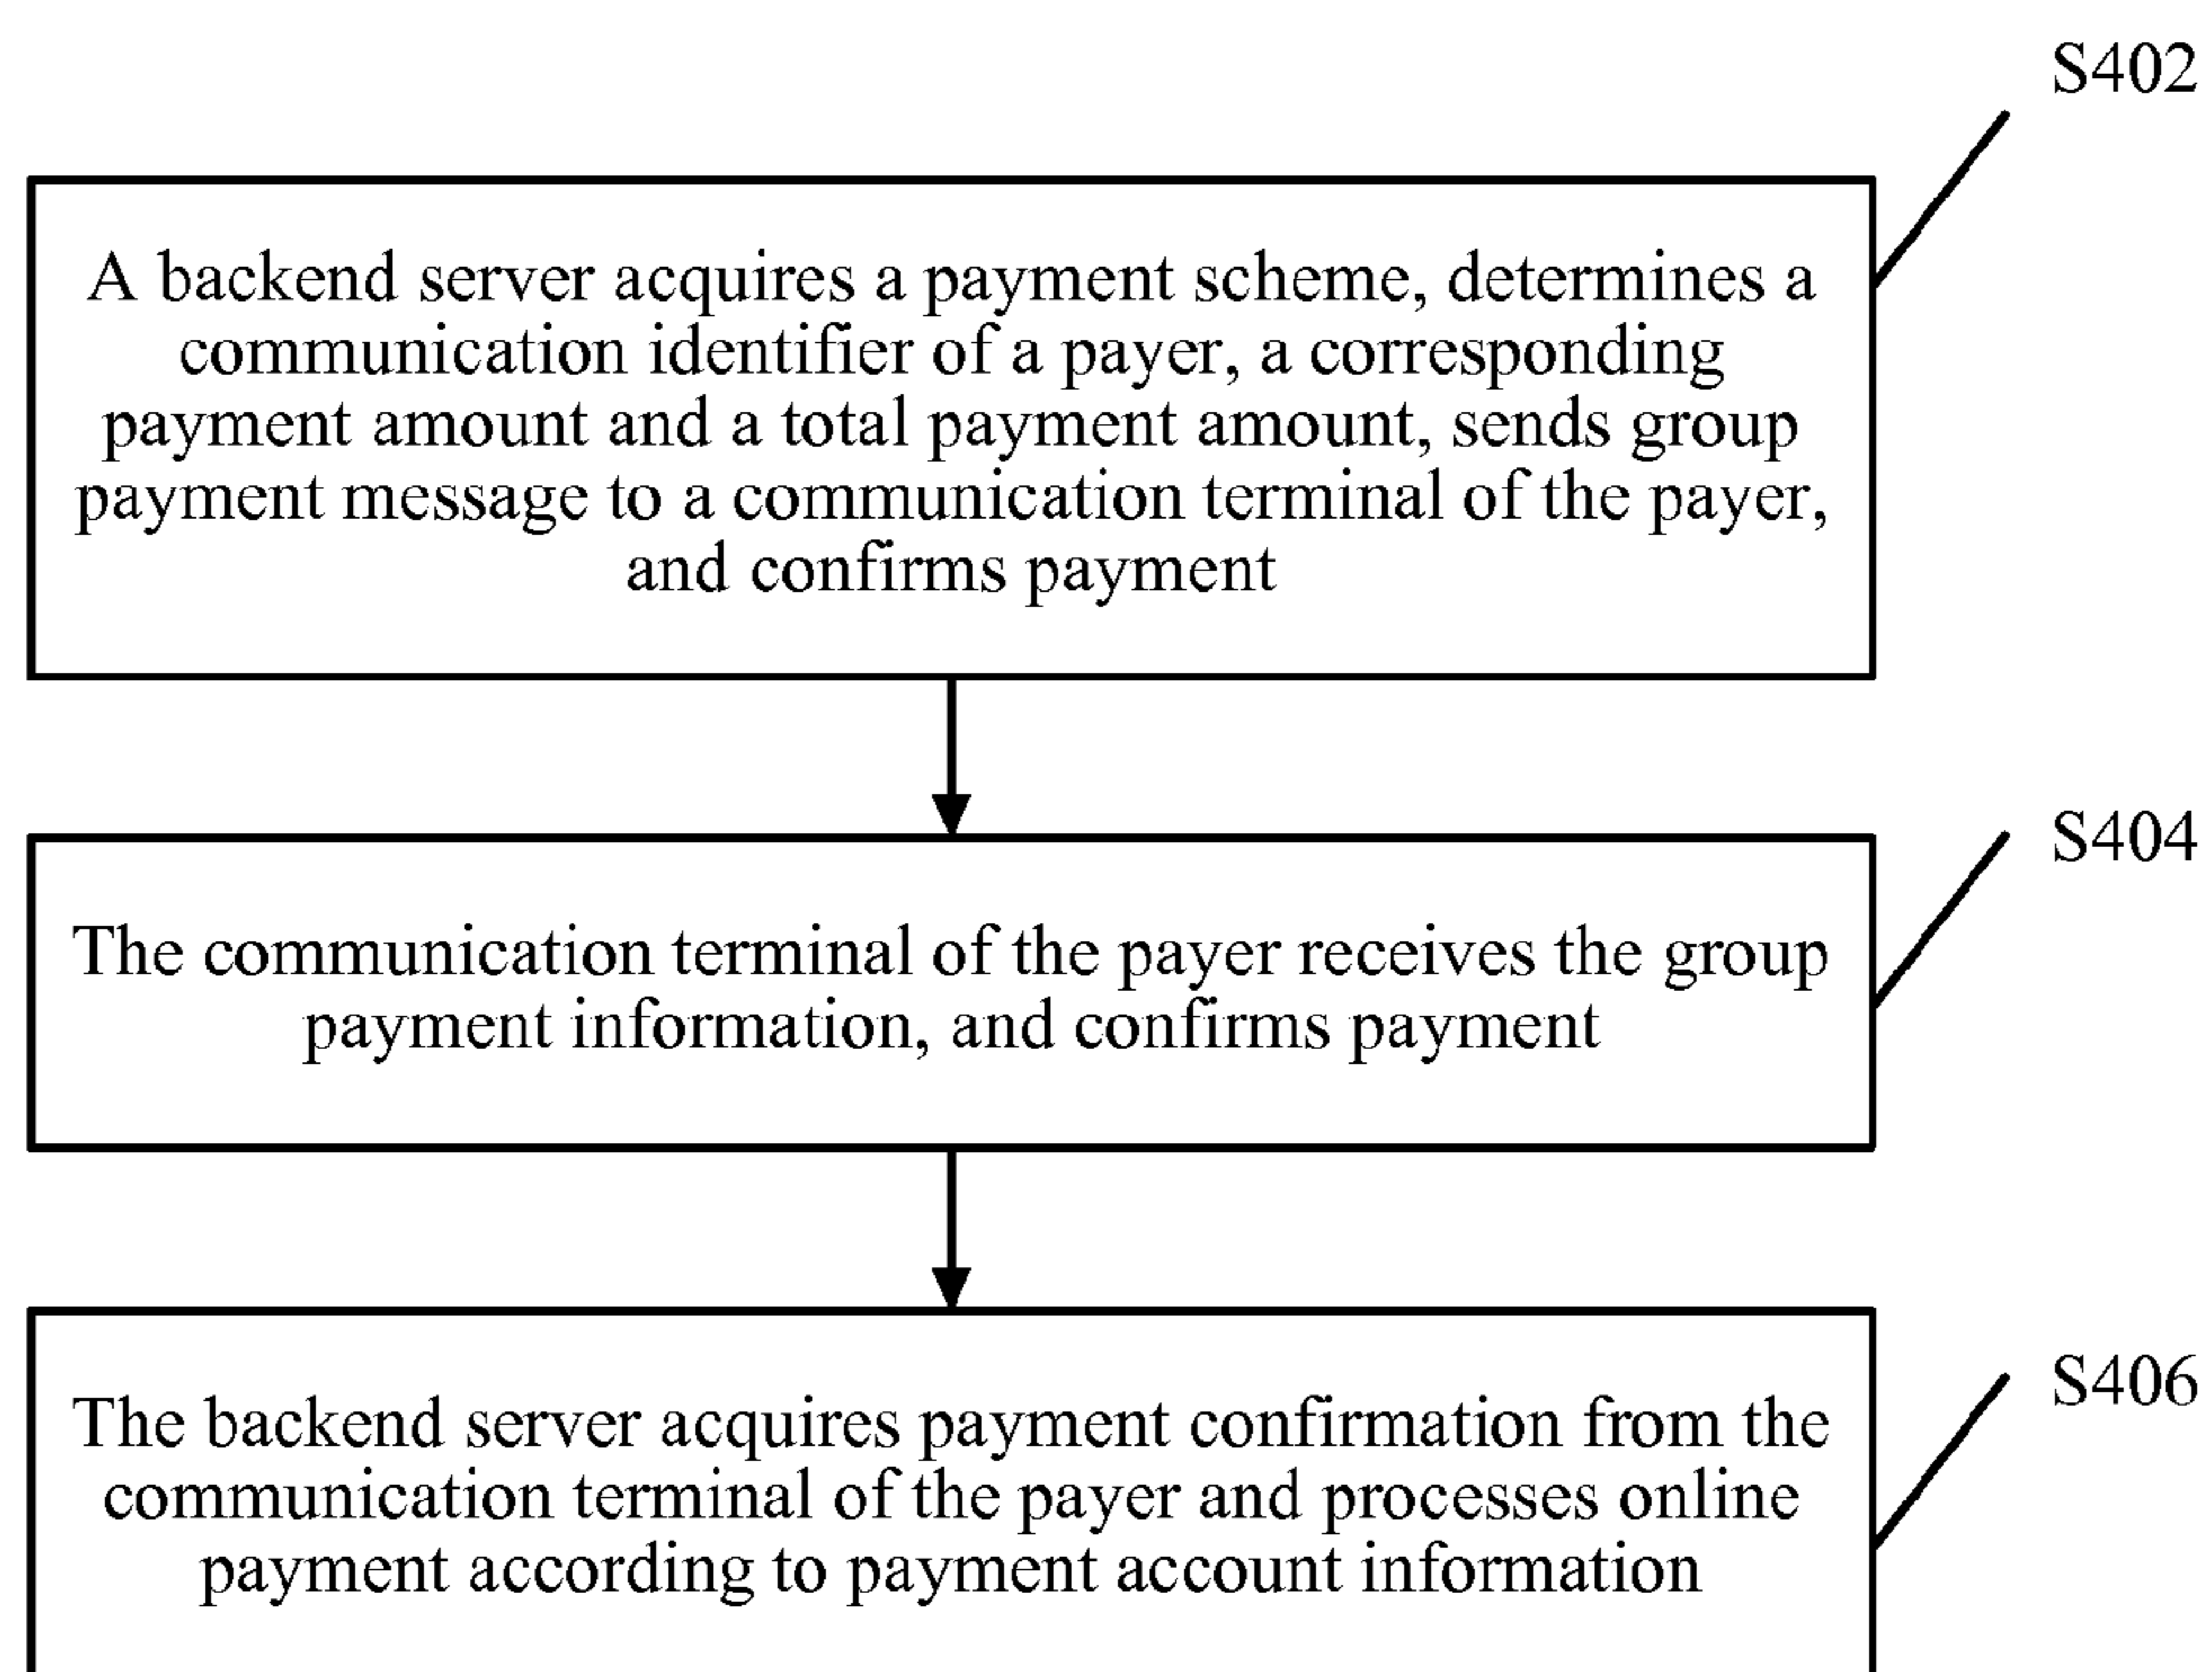 S402
A backend server acquires a payment scheme, determines a
communication identifier of a payer, a corresponding
payment amount and a total payment amount, sends group
payment message to a communication terminal of the payer,
and confirms payment
S404
The communication terminal of the payer receives the group
payment information, and confirms payment
S406
The backend server acquires payment confirmation from the
communication terminal of the payer and processes online
payment according to payment account information